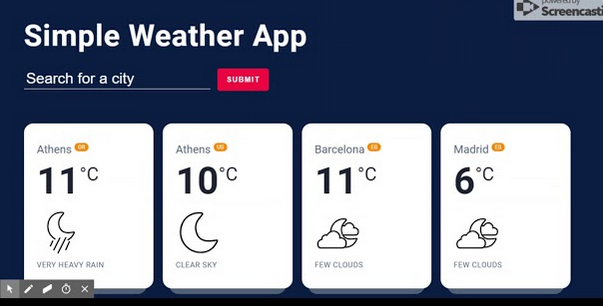 powered by
Screencasti
Simple Weather App
Search for a city
SUBMIT
Athens GR
11°C
VERY HEAVY RAIN
Athens US
10°C
CLEAR SKY
Barcelona ES
11°C
FEW CLOUDS
Madrid ES
6°C
FEW CLOUDS